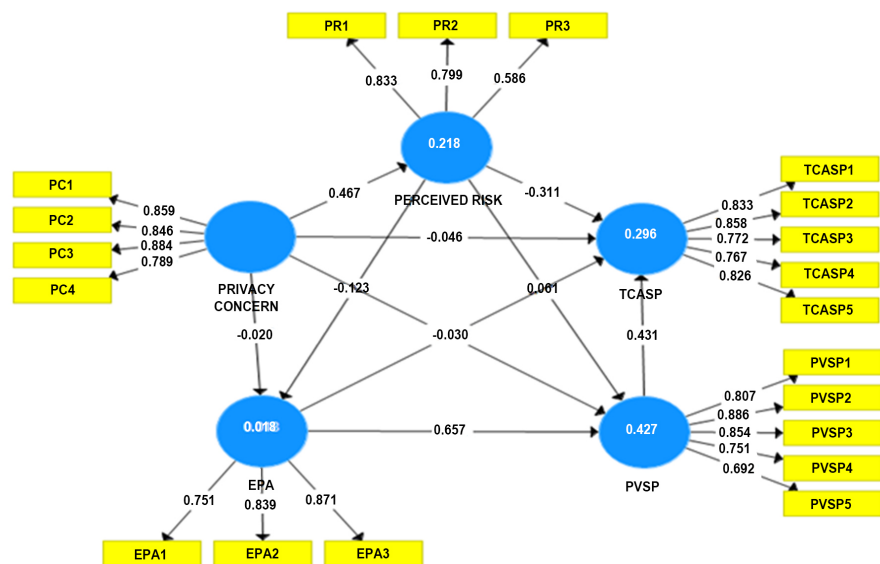 PR1
PR2
PR3
0.833
0.799
0.586
0.218
PERCEIVED RISK
PC1
PC2
PC3
PC4
0.859
0.846
0.884
0.789
PRIVACY
CONCERN
0.467
-0.311
-0.046
-0.020
-0.123
0.061
-0.030
TCASP1
TCASP2
TCASP3
TCASP4
TCASP5
0.833
0.858
0.772
0.767
0.826
0.296
TCASP
0.431
0.018
EPA
0.657
0.427
PVSP
PVSP1
PVSP2
PVSP3
PVSP4
PVSP5
0.807
0.886
0.854
0.751
0.692
0.751
0.839
0.871
EPA1
EPA2
EPA3